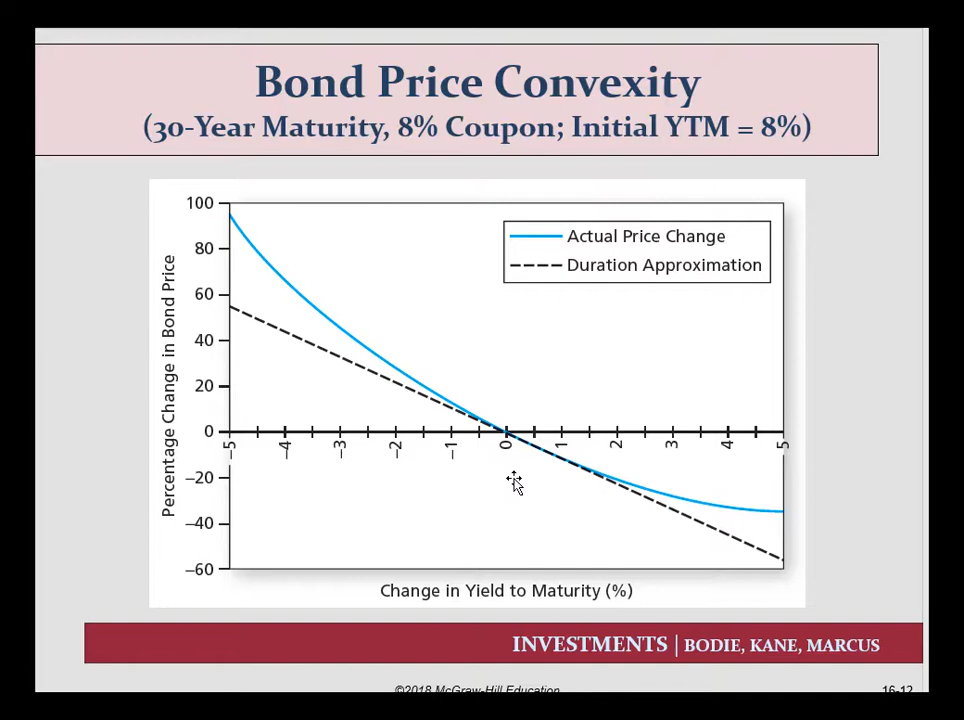 Bond Price Convexity
(30-Year Maturity, 8% Coupon; Initial YTM = 8%)
100
80
60
40
20
0
−20
−40
−60
Percentage Change in Bond Price
Actual Price Change
Duration Approximation
−5 −4 −3 −2 −1 0 1 2 3 4 5
Change in Yield to Maturity (%)
INVESTMENTS | BODIE, KANE, MARCUS
©2018 McGraw-Hill Education
16-12